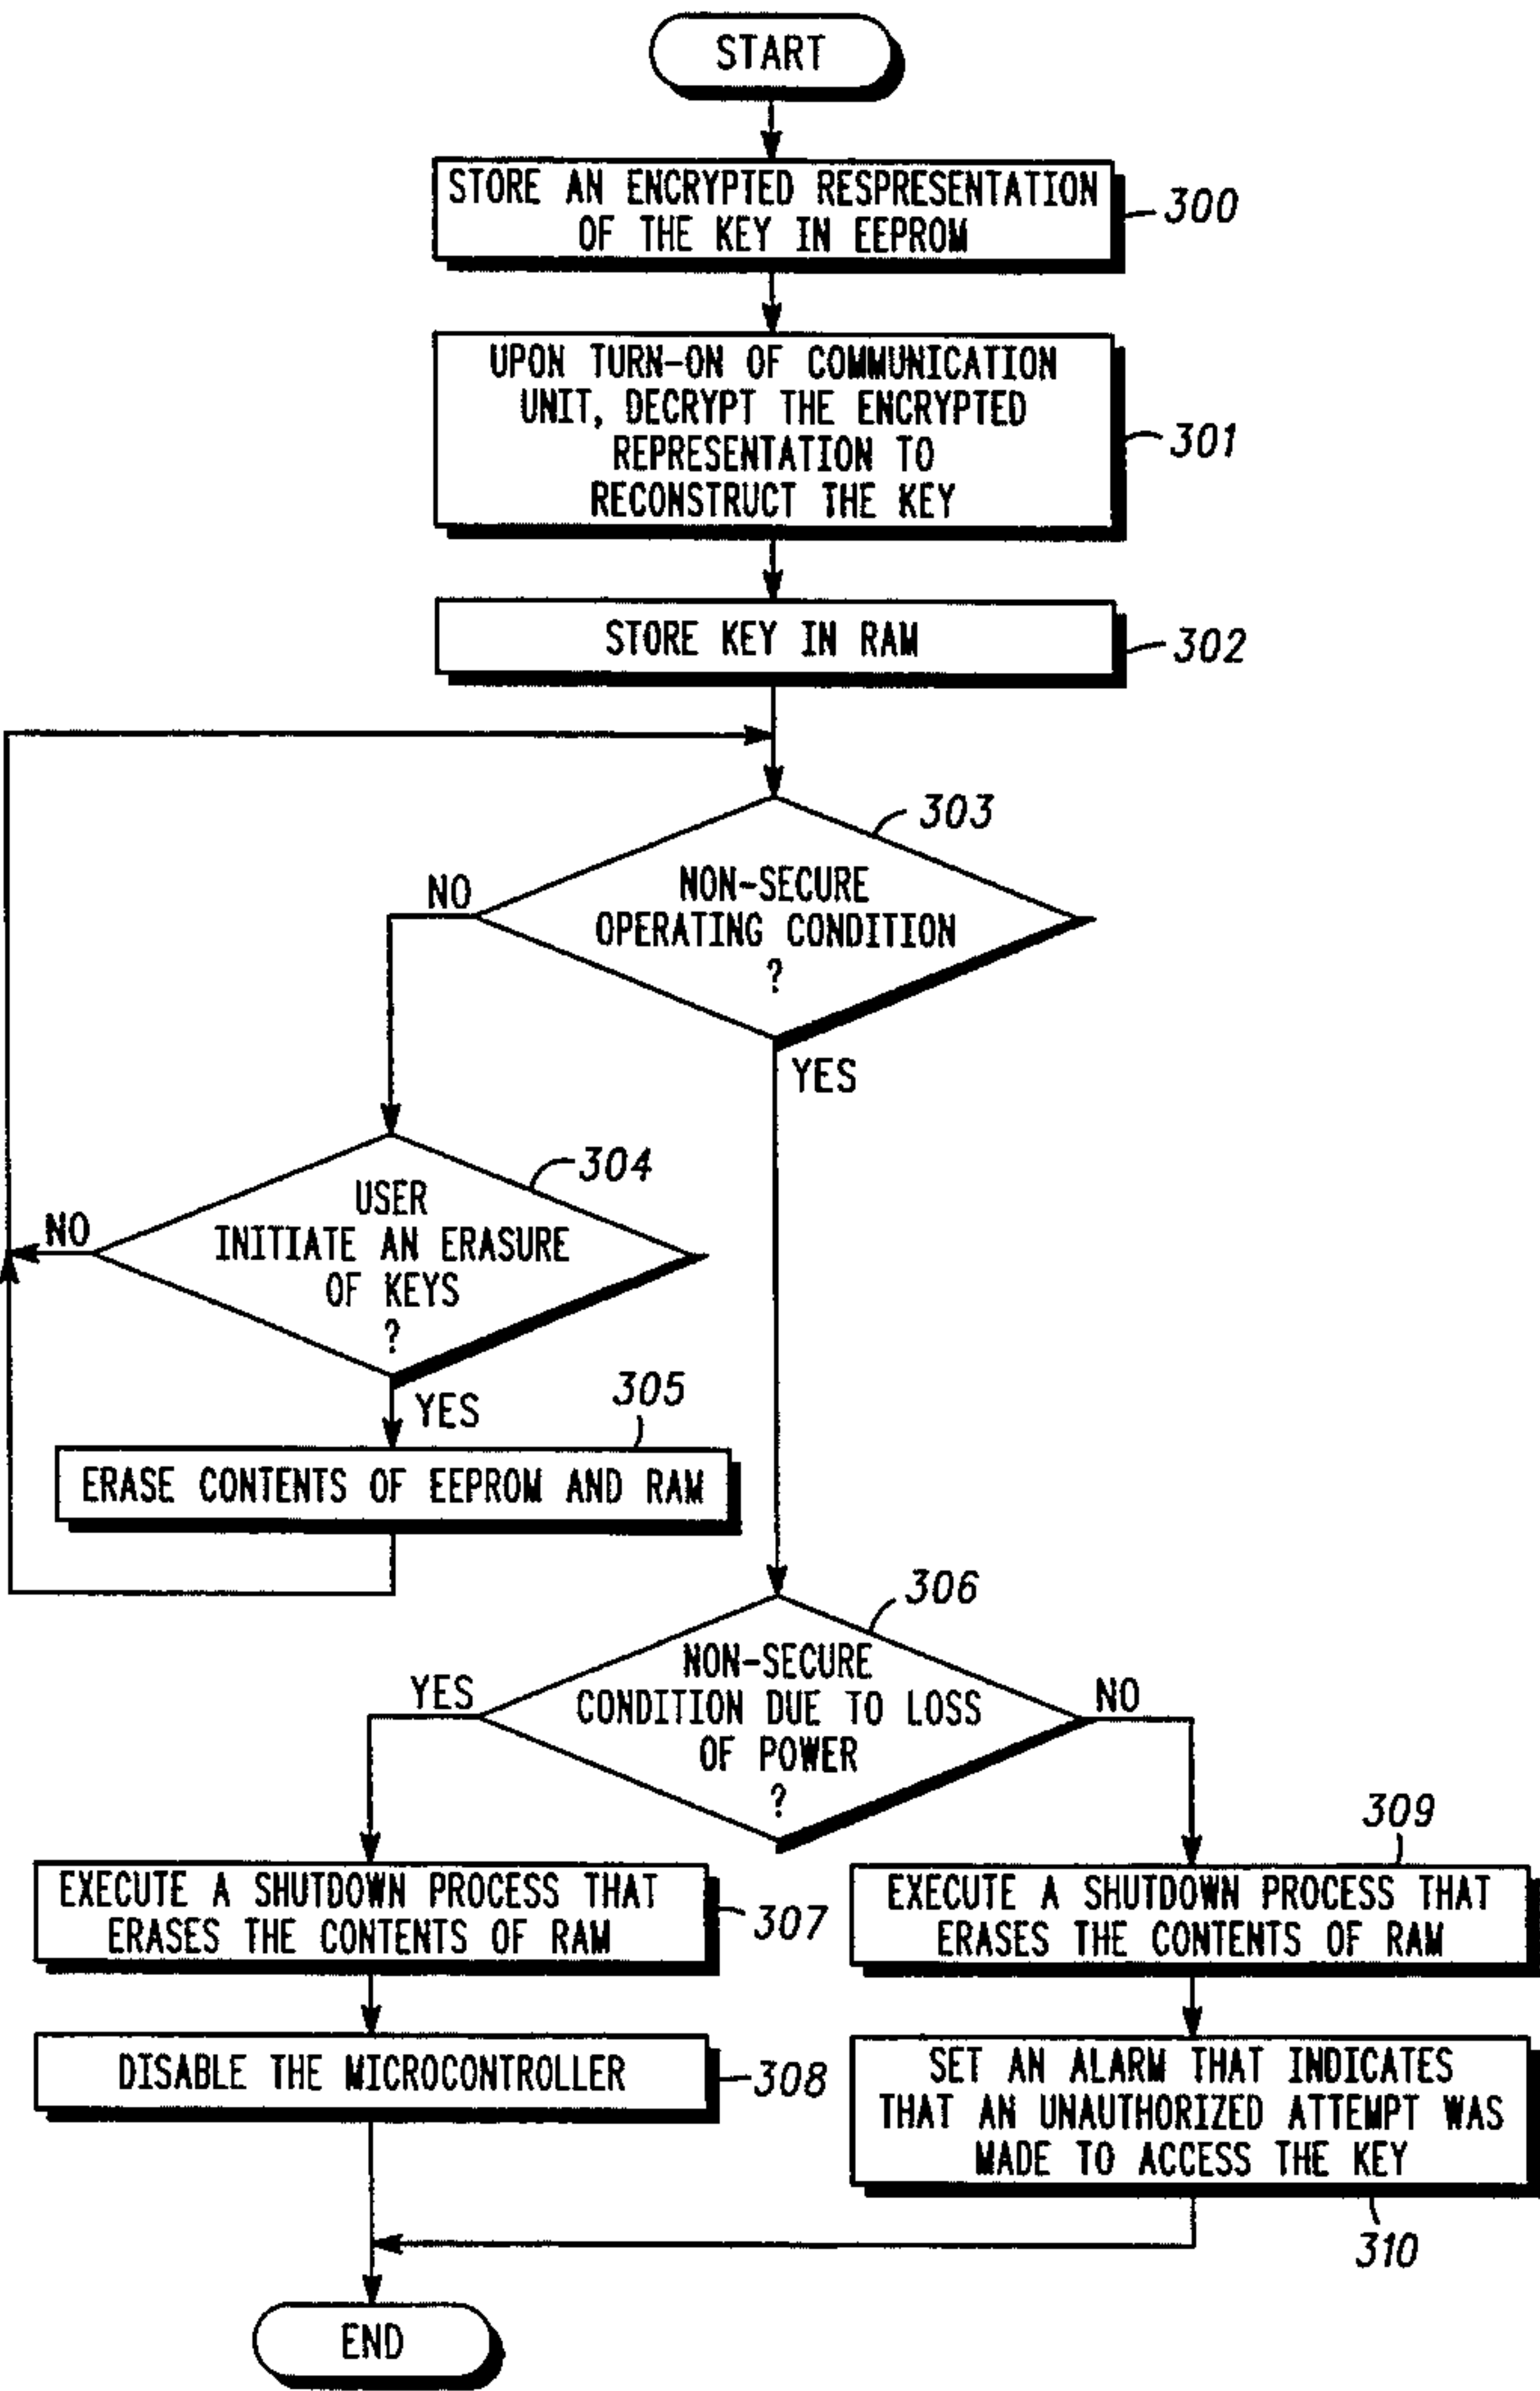 START
STORE AN ENCRYPTED RESPRESENTATION
OF THE KEY IN EEPROM
300
UPON TURN-ON OF COMMUNICATION
UNIT, DECRYPT THE ENCRYPTED
REPRESENTATION TO
RECONSTRUCT THE KEY
301
STORE KEY IN RAM
302
303
NON-SECURE
OPERATING CONDITION
?
NO
YES
304
USER
INITIATE AN ERASURE
OF KEYS
?
NO
YES
305
ERASE CONTENTS OF EEPROM AND RAM
306
NON-SECURE
CONDITION DUE TO LOSS
OF POWER
?
YES
NO
EXECUTE A SHUTDOWN PROCESS THAT
ERASES THE CONTENTS OF RAM
307
309
EXECUTE A SHUTDOWN PROCESS THAT
ERASES THE CONTENTS OF RAM
DISABLE THE MICROCONTROLLER
308
SET AN ALARM THAT INDICATES
THAT AN UNAUTHORIZED ATTEMPT WAS
MADE TO ACCESS THE KEY
310
END